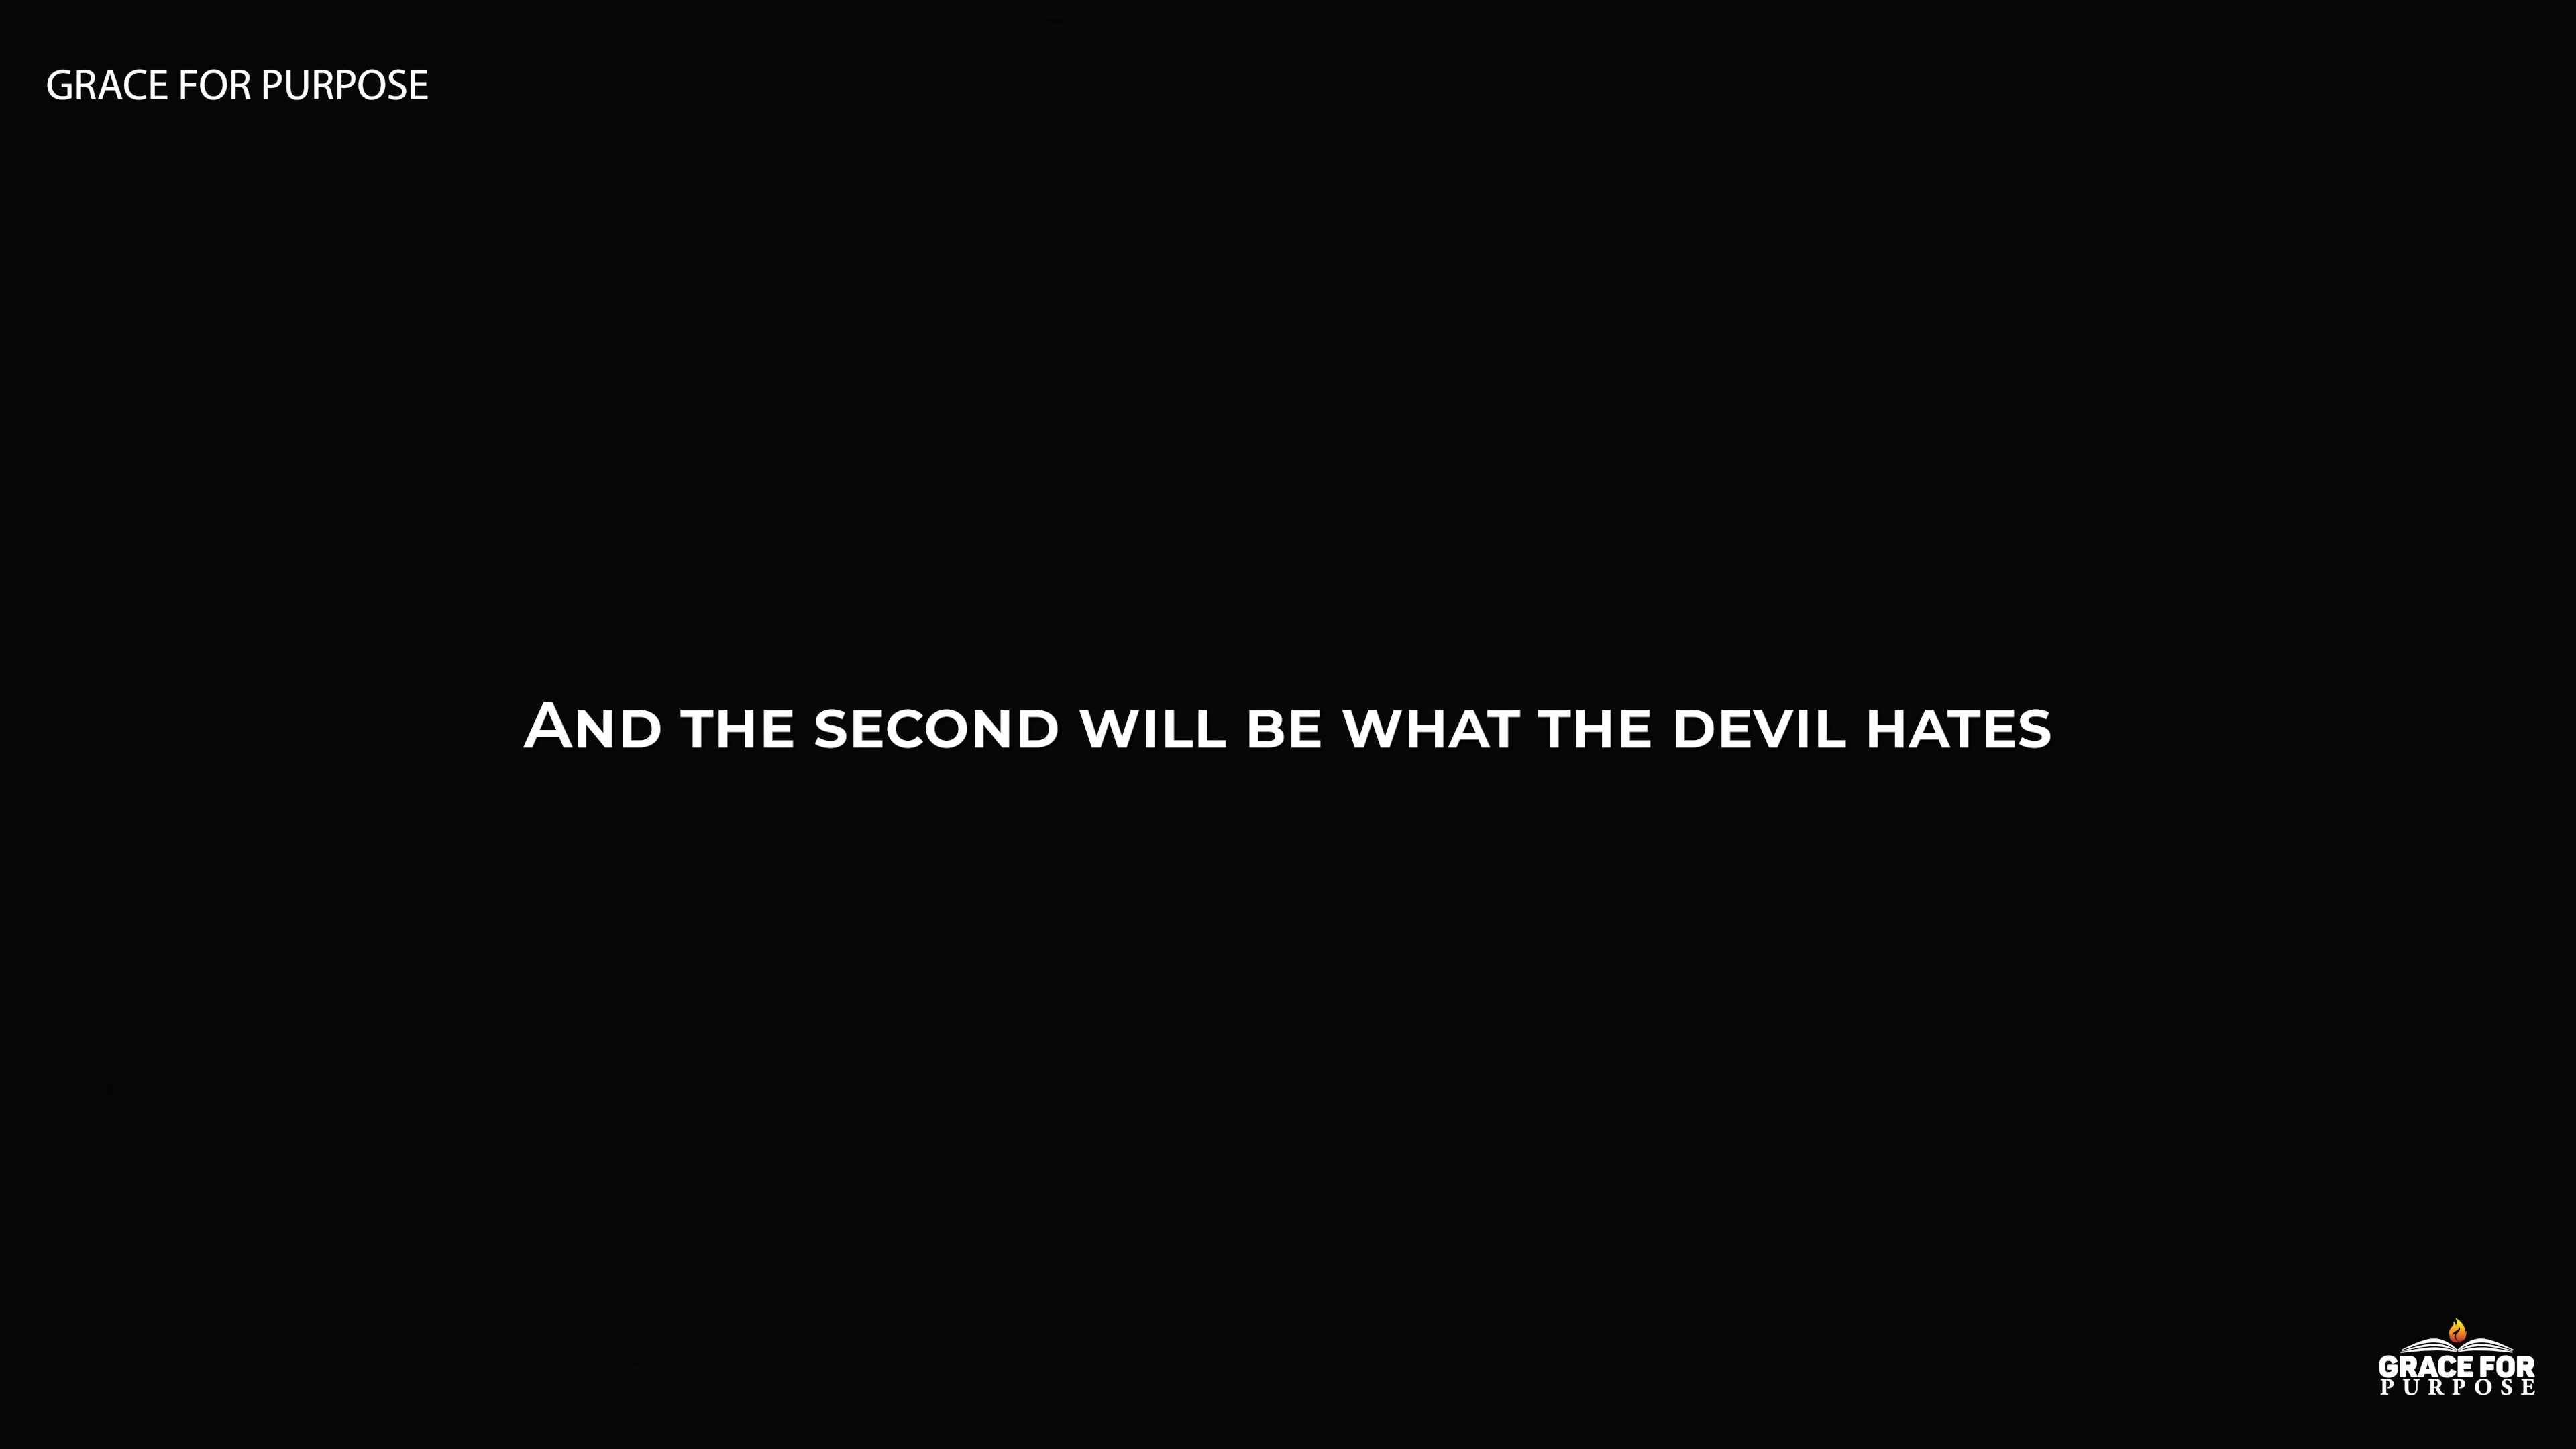 GRACE FOR PURPOSE
AND THE SECOND WILL BE WHAT THE DEVIL HATES
GRACE FOR
PURPOSE